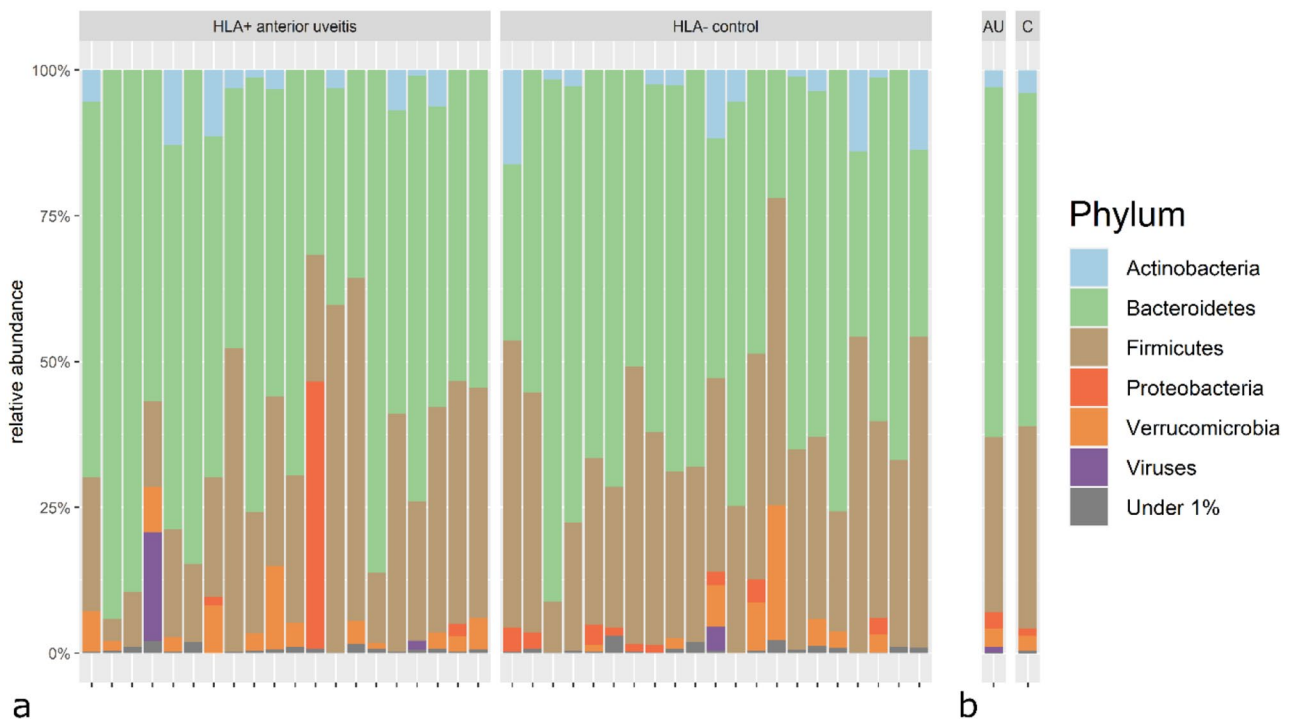 HLA+ anterior uveitis
HLA- control
AU
C
100%
75%
50%
25%
0%
relative abundance
Phylum
Actinobacteria
Bacteroidetes
Firmicutes
Proteobacteria
Verrucomicrobia
Viruses
Under 1%
a
b